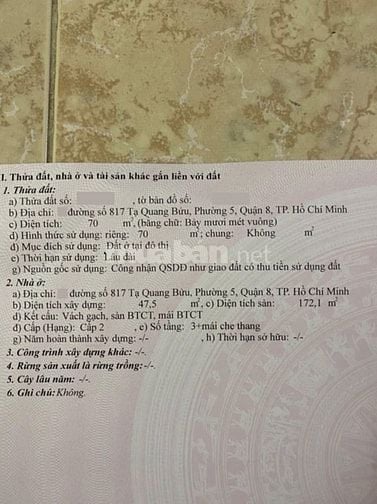 I. Thửa đất, nhà ở và tài sản khác gắn liền với đất
1. Thửa đất:
a) Thửa đất số: , tờ bản đồ số:
b) Địa chỉ: đường số 817 Tạ Quang Bửu, Phường 5, Quận 8, TP. Hồ Chí Minh
c) Diện tích: 70 m², (bằng chữ: Bảy mươi mét vuông)
d) Hình thức sử dụng: riêng: 70 m²; chung: Không m²
đ) Mục đích sử dụng: Đất ở tại đô thị
e) Thời hạn sử dụng: Lâu dài
g) Nguồn gốc sử dụng: Công nhận QSDĐ như giao đất có thu tiền sử dụng đất
2. Nhà ở:
a) Địa chỉ: đường số 817 Tạ Quang Bửu, Phường 5, Quận 8, TP. Hồ Chí Minh
b) Diện tích xây dựng: 47,5 m², c) Diện tích sàn: 172,1 m²
d) Kết cấu: Vách gạch, sàn BTCT, mái BTCT
đ) Cấp (Hạng): Cấp 2 , e) Số tầng: 3+mái che thang
g) Năm hoàn thành xây dựng: -/- , h) Thời hạn sở hữu: -/-
3. Công trình xây dựng khác: -/-.
4. Rừng sản xuất là rừng trồng: -/-.
5. Cây lâu năm: -/-.
6. Ghi chú: Không.